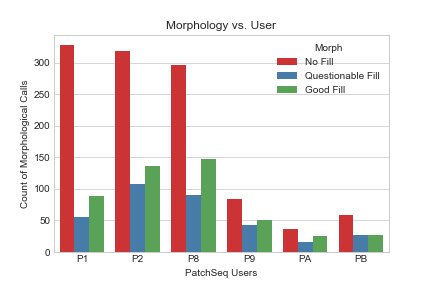 Morphology vs. User
Morph
No Fill
Questionable Fill
Good Fill
Count of Morphological Calls
300
250
200
150
100
50
0
P1 P2 P8 P9 PA PB
PatchSeq Users